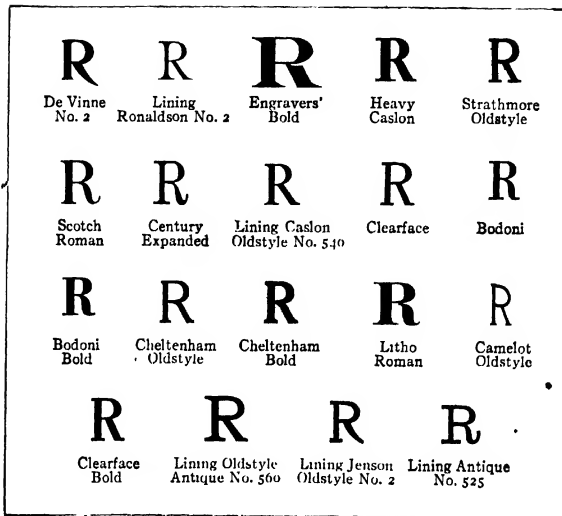 R R R R R
De Vinne Lining Engravers' Heavy Strathmore
No. 2 Ronaldson No. 2 Bold Caslon Oldstyle
R R R R R
Scotch Century Lining Caslon Clearface Bodoni
Roman Expanded Oldstyle No. 540
R R R R R
Bodoni Cheltenham Cheltenham Litho Camelot
Bold Oldstyle Bold Roman Oldstyle
R R R R
Clearface Lining Oldstyle Lining Jenson Lining Antique
Bold Antique No. 560 Oldstyle No. 2 No. 525